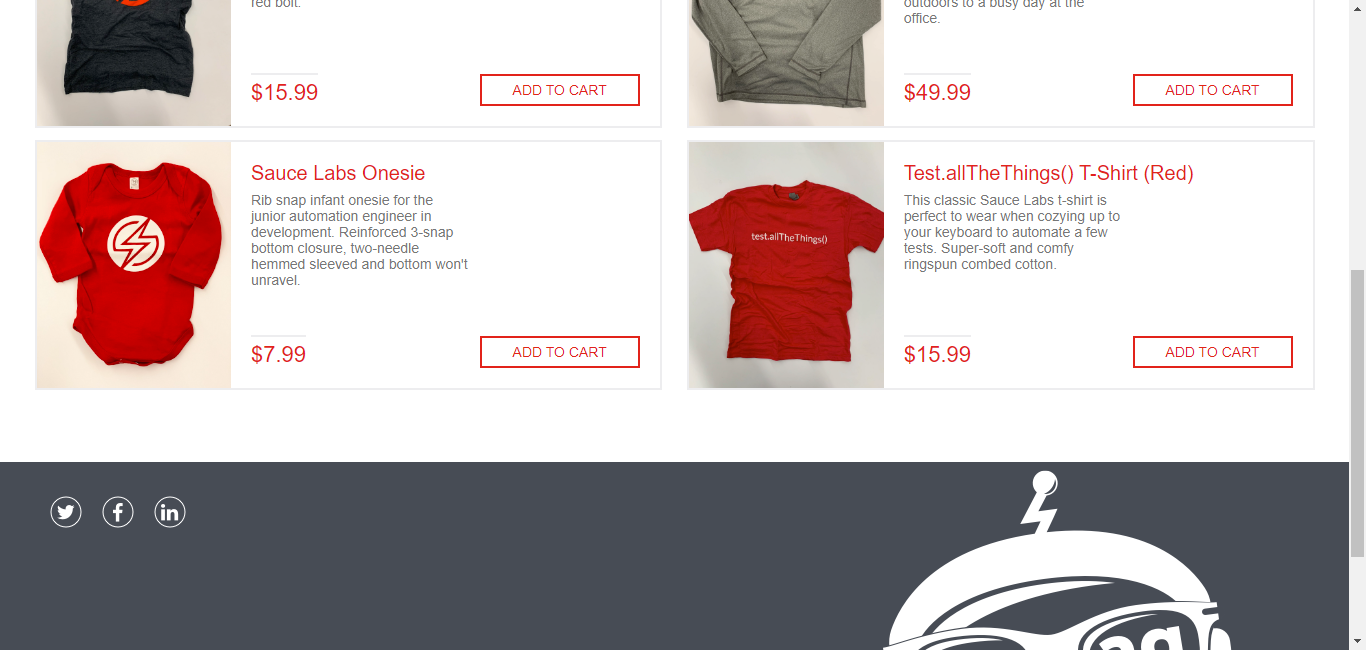 red bolt.
$15.99
ADD TO CART
outdoors to a busy day at the
office.
$49.99
ADD TO CART
Sauce Labs Onesie
Rib snap infant onesie for the
junior automation engineer in
development. Reinforced 3-snap
bottom closure, two-needle
hemmed sleeved and bottom won't
unravel.
$7.99
ADD TO CART
test.allTheThings()
Test.allTheThings() T-Shirt (Red)
This classic Sauce Labs t-shirt is
perfect to wear when cozying up to
your keyboard to automate a few
tests. Super-soft and comfy
ringspun combed cotton.
$15.99
ADD TO CART
in